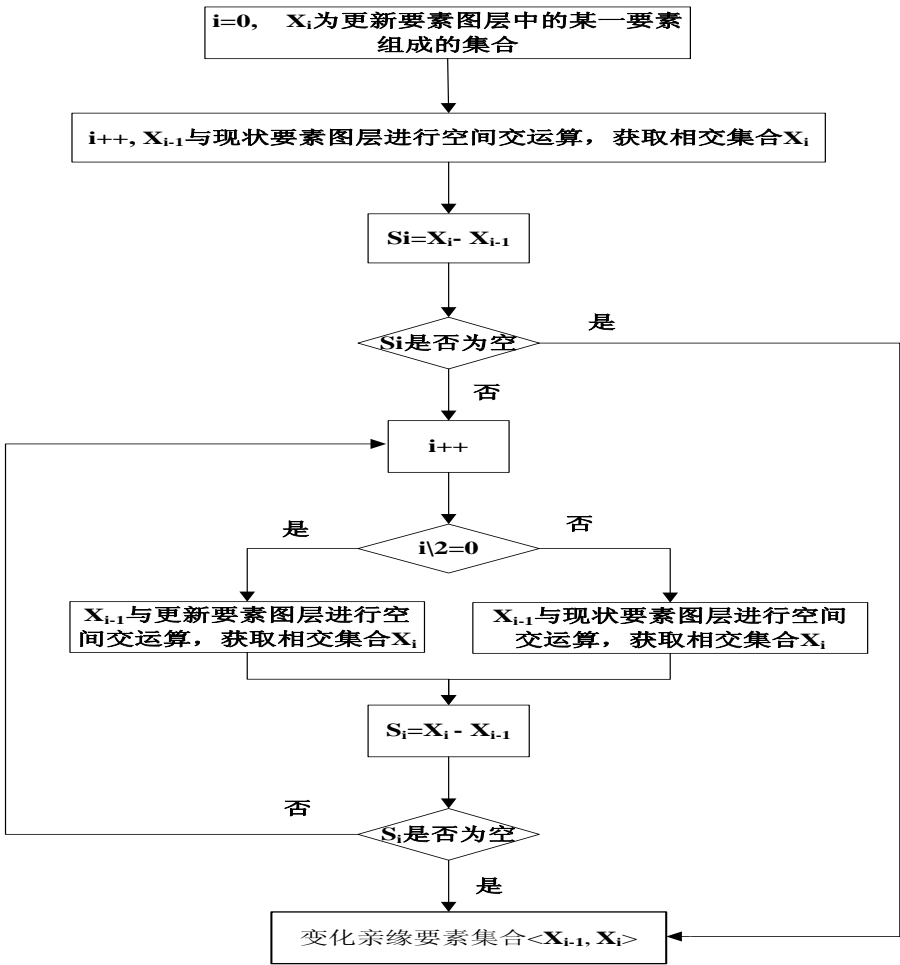 i=0, Xi为更新要素图层中的某一要素
组成的集合
i++, Xi-1与现状要素图层进行空间交运算，获取相交集合Xi
Si=Xi- Xi-1
Si是否为空
是
否
i++
是
否
i\2=0
Xi-1与更新要素图层进行空
间交运算，获取相交集合Xi
Xi-1与现状要素图层进行空间
交运算，获取相交集合Xi
Si=Xi - Xi-1
否
Si是否为空
是
变化亲缘要素集合<Xi-1, Xi>